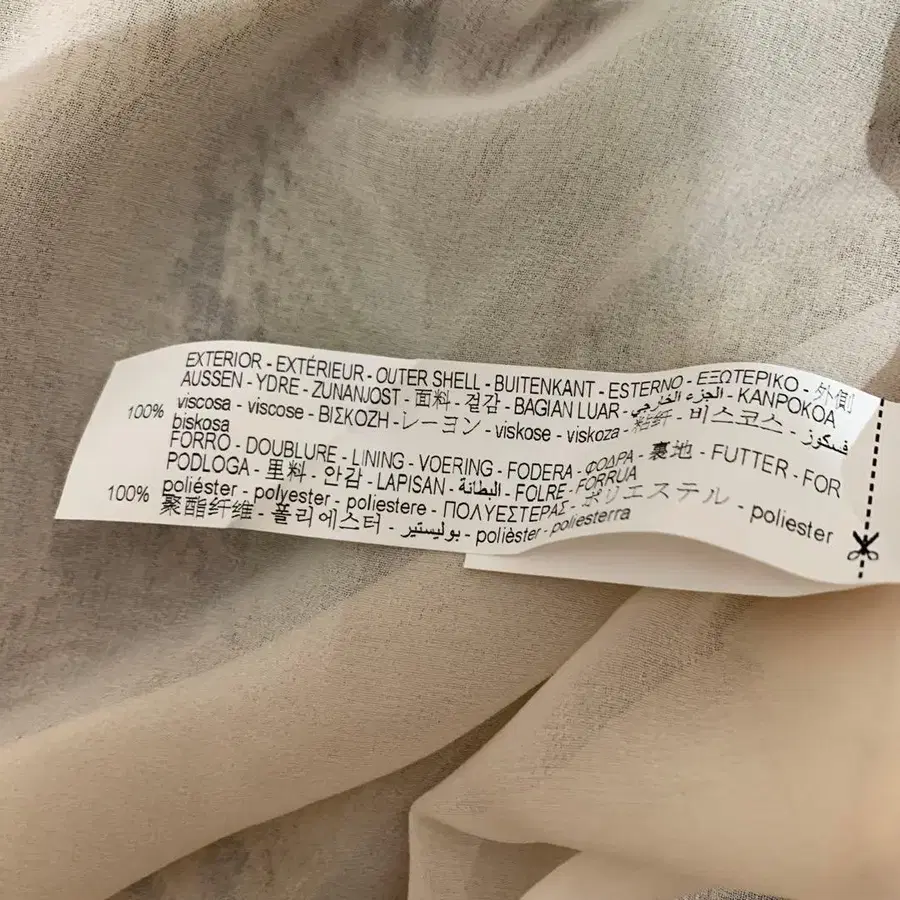 EXTERIOR - EXTÉRIEUR - OUTER SHELL - BUITENKANT - ESTERNO - ΕΞΩΤΕΡΙΚΟ - 外側
AUSSEN - YDRE - ZUNANJOST - 面料 - 겉감 - BAGIAN LUAR - الجزء الخارجي - KANPOKOA
100% viscosa - viscose - ΒΙΣΚΟΖΗ - レーヨン - viskose - viskoza - 粘纤 - 비스코스 - فسكوز -
biskosa
FORRO - DOUBLURE - LINING - VOERING - FODERA - ΦΟΔΡΑ - 裏地 - FUTTER - FOR
PODLOGA - 里料 - 안감 - LAPISAN - البطانة - FOLRE - FORRUA
100% poliéster - polyester - poliestere - ΠΟΛΥΕΣΤΕΡΑΣ - ポリエステル - poliester
聚酯纤维 - 폴리에스터 - بوليستير - polièster - poliesterra